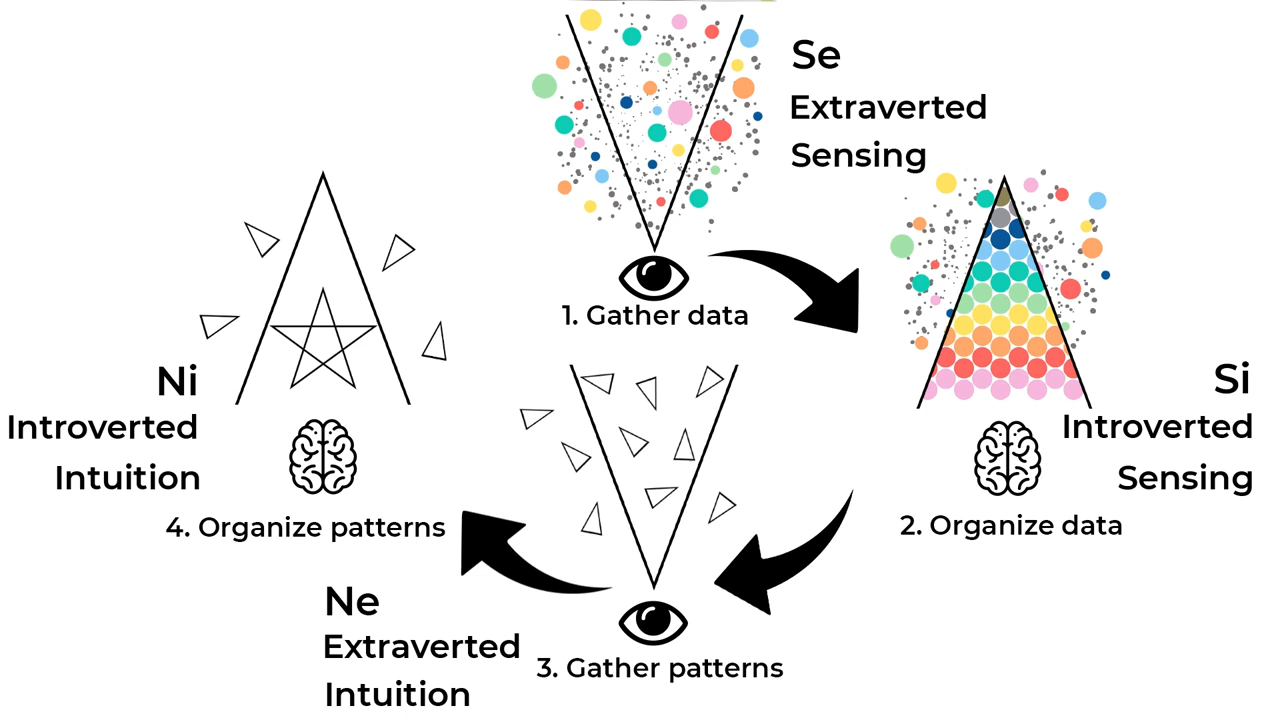 Se
Extraverted
Sensing
1. Gather data
Si
Introverted
Sensing
2. Organize data
Ne
Extraverted
Intuition
3. Gather patterns
Ni
Introverted
Intuition
4. Organize patterns